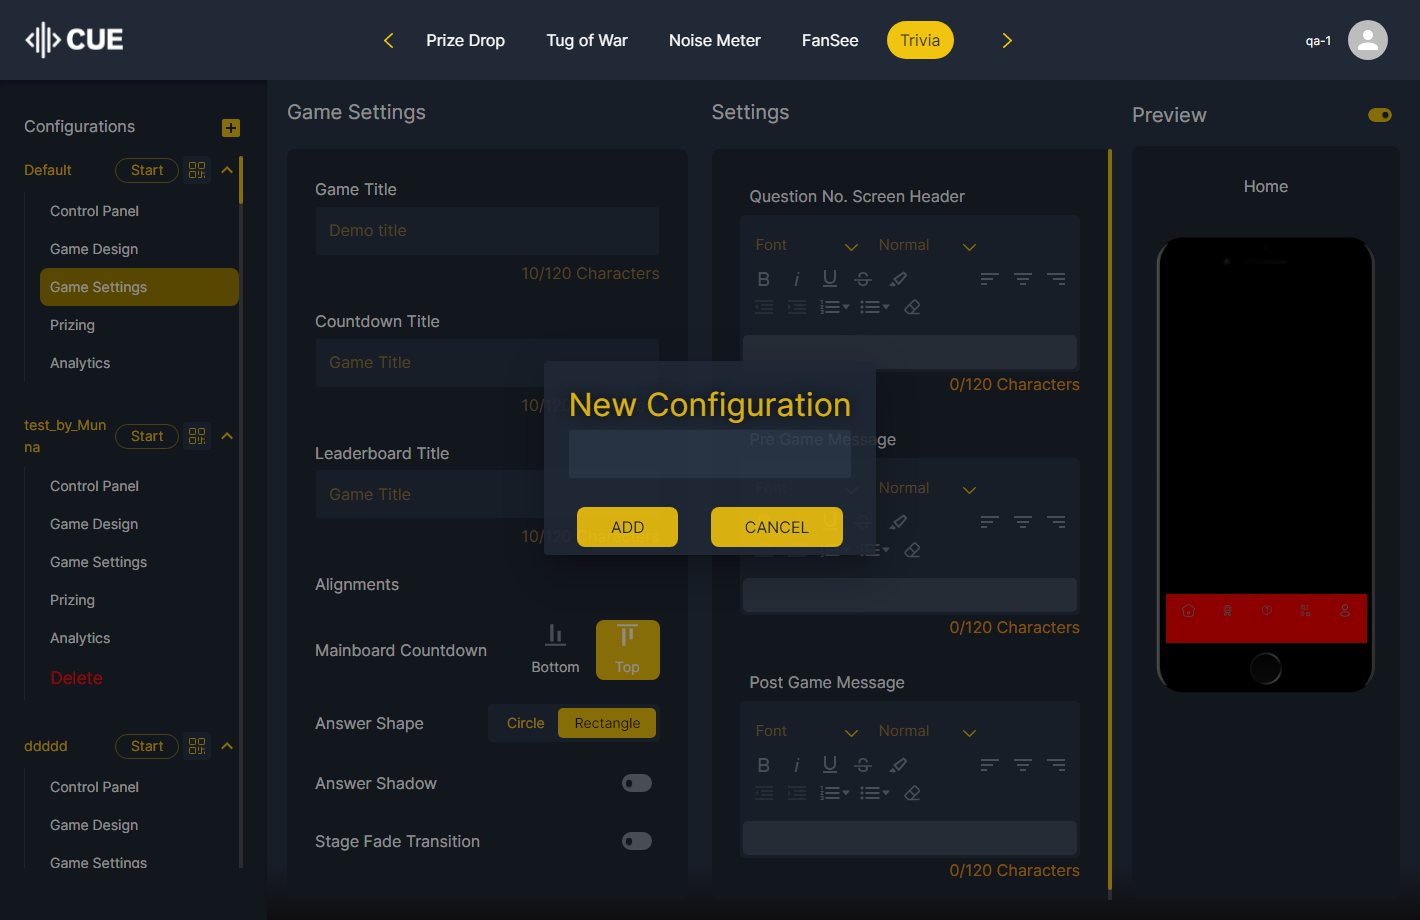 CUE
Prize Drop
Tug of War
Noise Meter
FanSee
Trivia
qa-1
Configurations
Default
Start
Control Panel
Game Design
Game Settings
Prizing
Analytics
test_by_Mun
na
Start
Control Panel
Game Design
Game Settings
Prizing
Analytics
Delete
ddddd
Start
Control Panel
Game Design
Game Settings
Game Settings
Game Title
Demo title
10/120 Characters
Countdown Title
Game Title
10/
Leaderboard Title
Game Title
10/120 Characters
Alignments
Mainboard Countdown
Bottom
Top
Answer Shape
Circle
Rectangle
Answer Shadow
Stage Fade Transition
New Configuration
ADD
CANCEL
Settings
Question No. Screen Header
Font
Normal
B i U S
0/120 Characters
Pre Game Message
Font
Normal
0/120 Characters
Post Game Message
Font
Normal
B i U S
0/120 Characters
Preview
Home